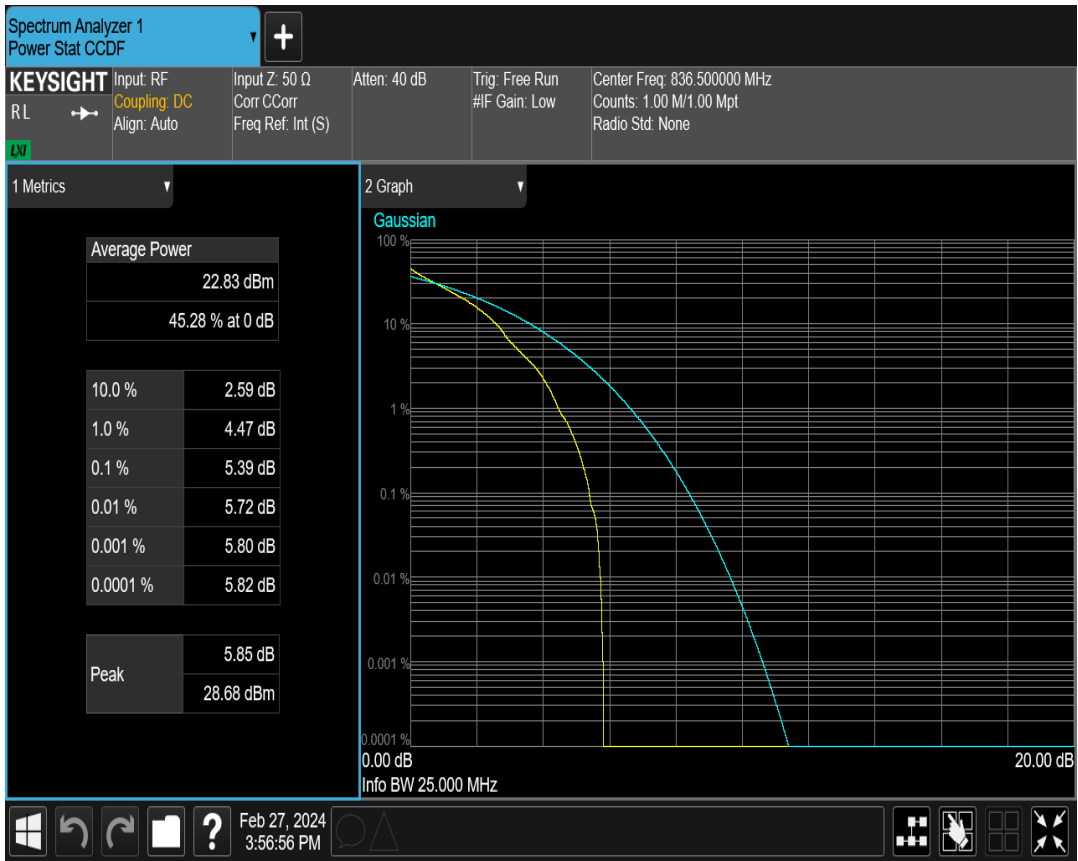 Spectrum Analyzer 1
Power Stat CCDF
+
KEYSIGHT
RL
LXI
Input: RF
Coupling: DC
Align: Auto
Input Z: 50 Ω
Corr CCorr
Freq Ref: Int (S)
Atten: 40 dB
Trig: Free Run
#IF Gain: Low
Center Freq: 836.500000 MHz
Counts: 1.00 M/1.00 Mpt
Radio Std: None
1 Metrics
Average Power
22.83 dBm
45.28 % at 0 dB
10.0 % 2.59 dB
1.0 % 4.47 dB
0.1 % 5.39 dB
0.01 % 5.72 dB
0.001 % 5.80 dB
0.0001 % 5.82 dB
Peak
5.85 dB
28.68 dBm
2 Graph
Gaussian
100 %
10 %
1 %
0.1 %
0.01 %
0.001 %
0.0001 %
0.00 dB 20.00 dB
Info BW 25.000 MHz
?
Feb 27, 2024
3:56:56 PM